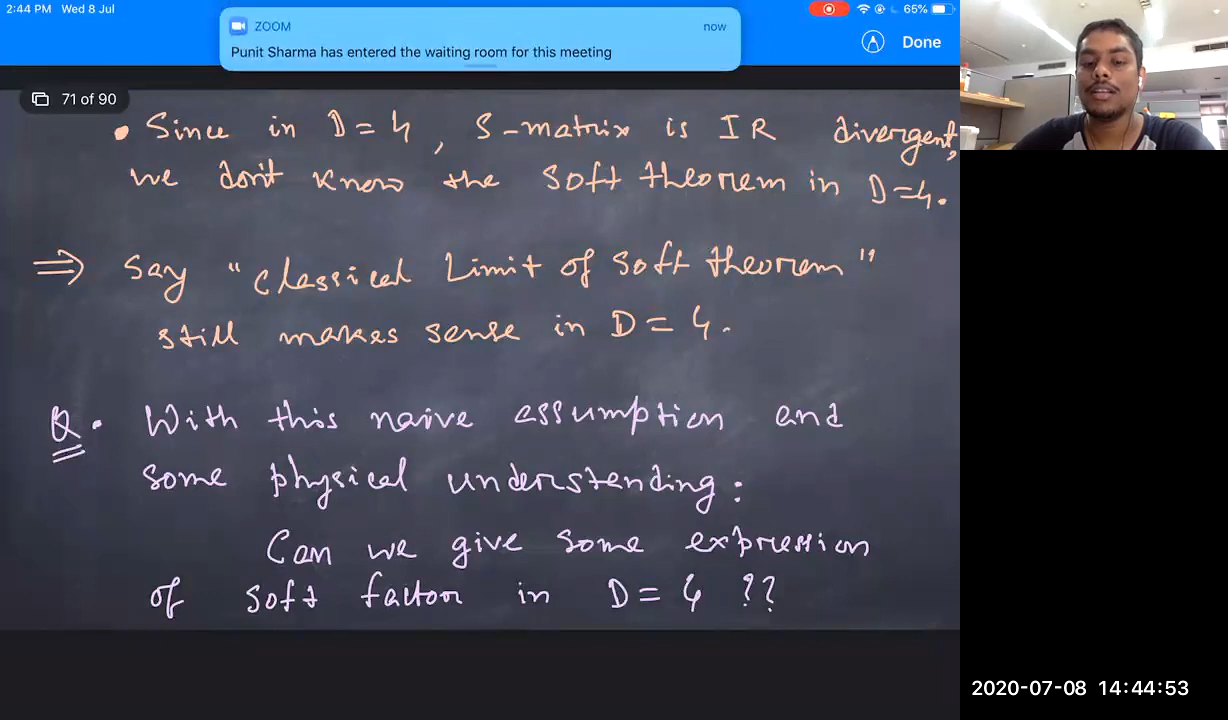 2:44 PM Wed 8 Jul
65%
ZOOM
now
Punit Sharma has entered the waiting room for this meeting
Done
71 of 90
• Since in D = 4, S-matrix is IR divergent,
we don't know the soft theorem in D=4.
⇒ Say "classical Limit of soft theorem"
still makes sense in D = 4.
Q. With this naive assumption and
some physical understanding:
Can we give some expression
of soft factor in D = 4 ??
2020-07-08 14:44:53